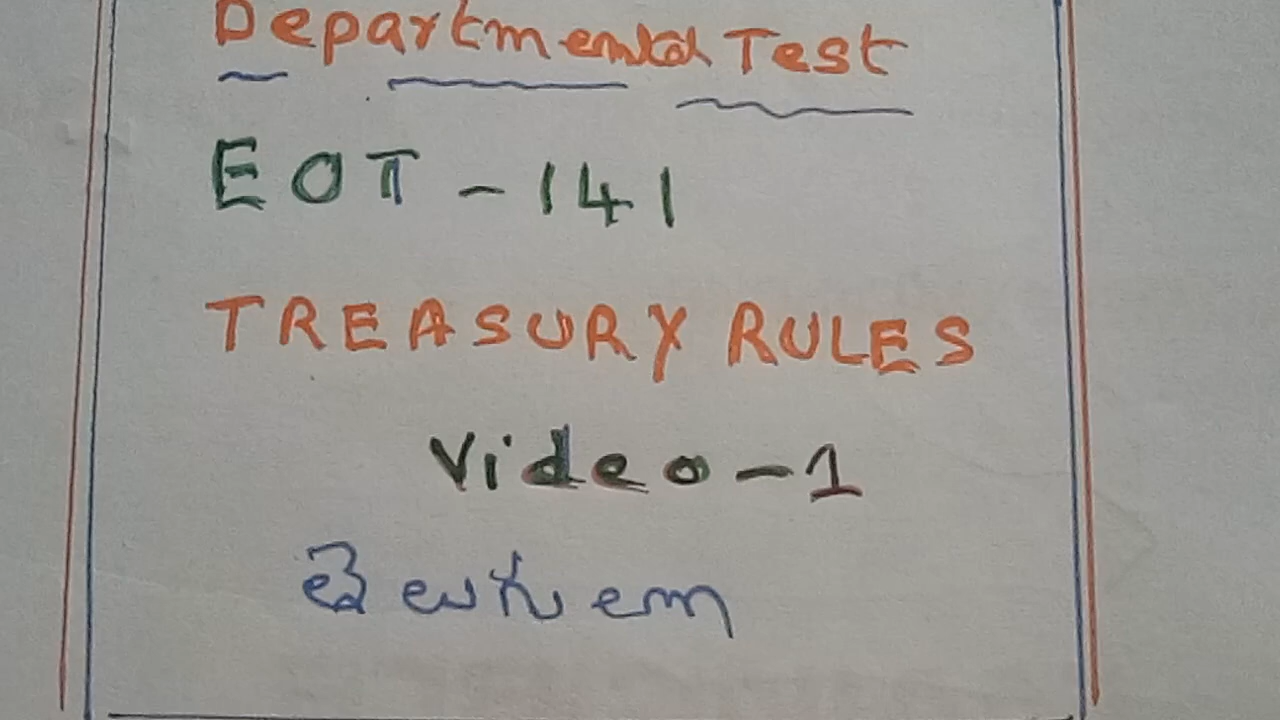 Departmental Test
EOT - 141
TREASURY RULES
Video - 1
తెలుగులో